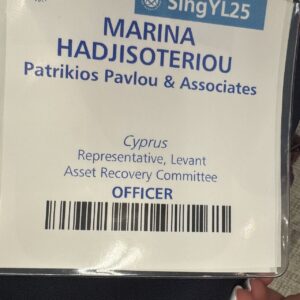 SingYL25
MARINA
HADJISOTERIOU
Patrikios Pavlou & Associates
Cyprus
Representative, Levant
Asset Recovery Committee
OFFICER